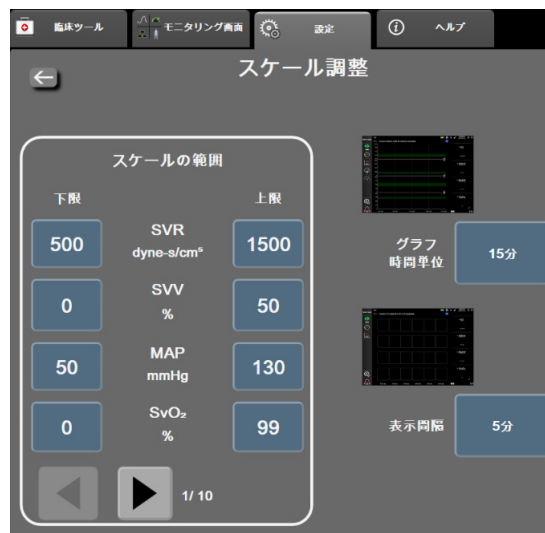 臨床ツール
モニタリング画面
設定
ヘルプ
スケール調整
スケールの範囲
下限
上限
500
SVR
dyne-s/cm⁵
1500
0
SVV
%
50
50
MAP
mmHg
130
0
SvO₂
%
99
1/ 10
グラフ
時間単位
15分
表示間隔
5分